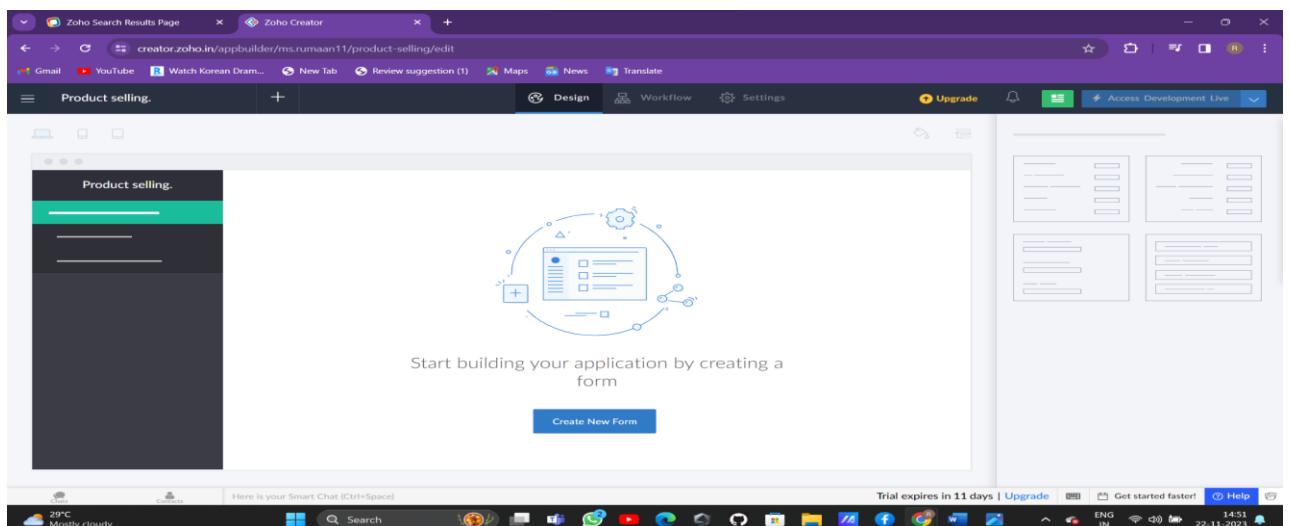 Zoho Search Results Page
Zoho Creator
creator.zoho.in/appbuilder/ms.rumaan11/product-selling/edit
R
Gmail YouTube R Watch Korean Dram... New Tab Review suggestion (1) Maps News Translate
Product selling. Design Workflow Settings Upgrade Access Development Live
Product selling.
Start building your application by creating a
form
Create New Form
Chats Contacts Here is your Smart Chat (Ctrl+Space) Trial expires in 11 days | Upgrade Get started faster! Help
29°C
Mostly cloudy
Search
ENG
IN
14:51
22-11-2023